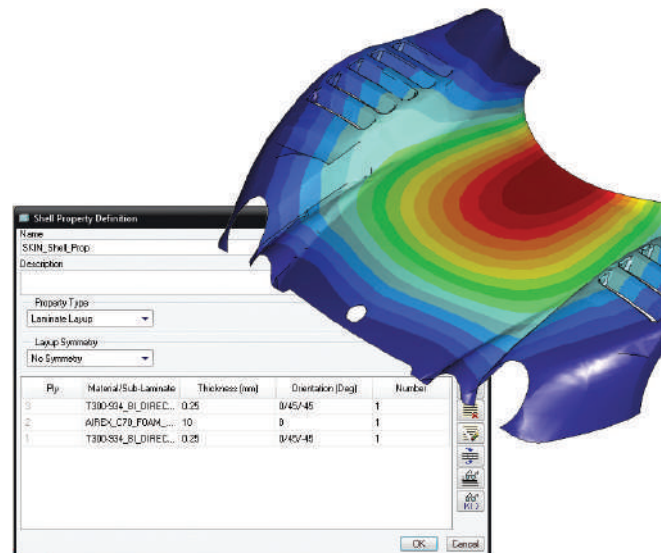 Shell Property Definition
Name
SKIN_Shell_Prop
Description
Property Type
Laminate Layup
Layup Symmetry
No Symmetry
Ply Material/Sub-Laminate Thickness (mm) Orientation (Deg) Number
3 T300-934_BI_DIREC... 0.25 0/45/-45 1
2 AIREX_C70_FOAM_... 10 0 1
1 T300-934_BI_DIREC... 0.25 0/45/-45 1
OK Cancel